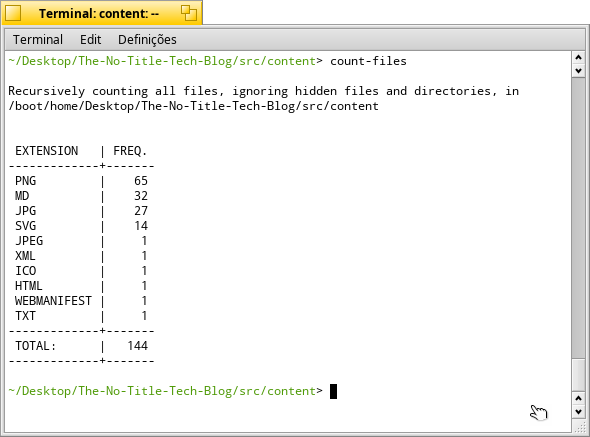 Terminal: content: --
Terminal Edit Definições
~/Desktop/The-No-Title-Tech-Blog/src/content> count-files
Recursively counting all files, ignoring hidden files and directories, in
/boot/home/Desktop/The-No-Title-Tech-Blog/src/content
EXTENSION | FREQ.
-------------+-------
PNG | 65
MD | 32
JPG | 27
SVG | 14
JPEG | 1
XML | 1
ICO | 1
HTML | 1
WEBMANIFEST | 1
TXT | 1
-------------+-------
TOTAL: | 144
-------------+-------
~/Desktop/The-No-Title-Tech-Blog/src/content>